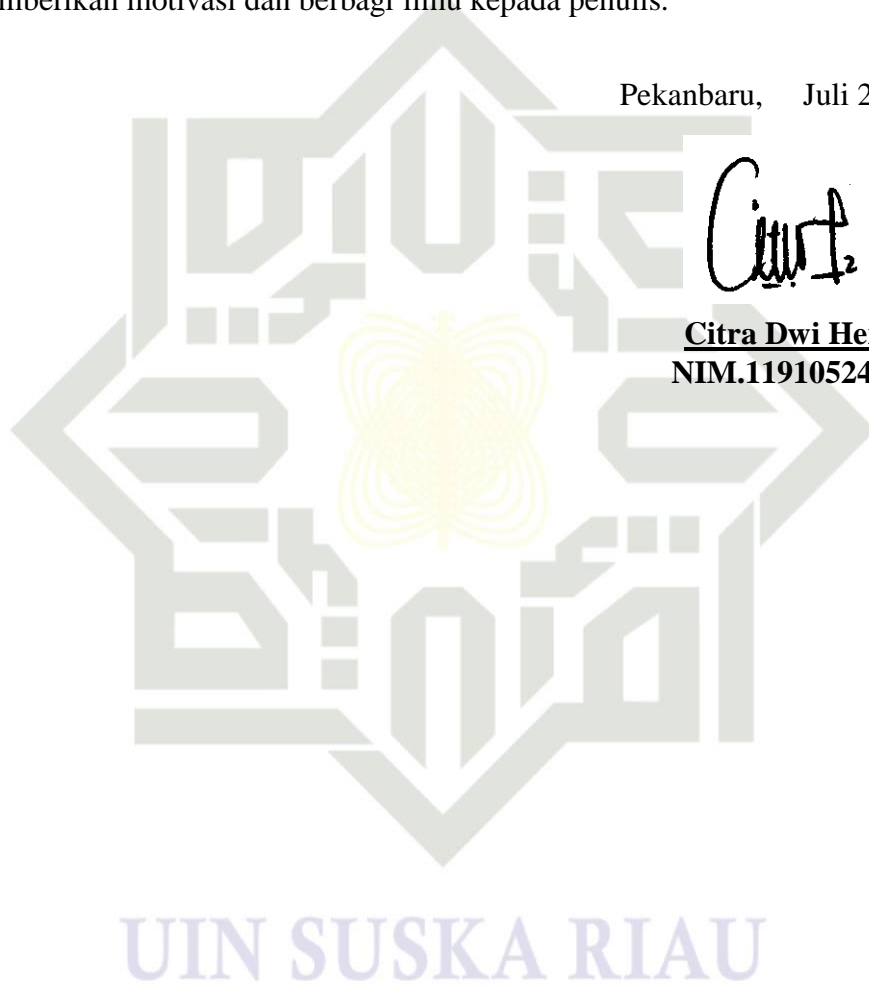 mberikan motivasi dan berbagi ilmu kepada penulis.
Pekanbaru, Juli 2
Citra Dwi He
NIM.11910524
UIN SUSKA RIAU